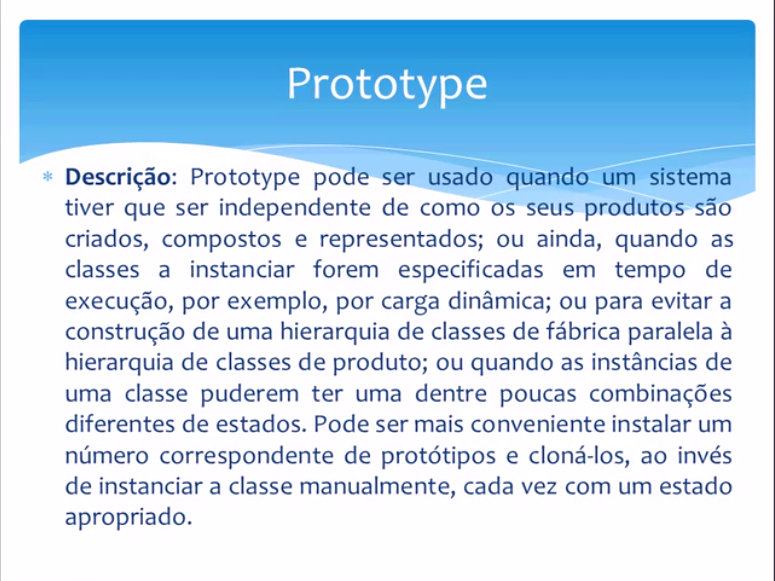 Prototype
* Descrição: Prototype pode ser usado quando um sistema
tiver que ser independente de como os seus produtos são
criados, compostos e representados; ou ainda, quando as
classes a instanciar forem especificadas em tempo de
execução, por exemplo, por carga dinâmica; ou para evitar a
construção de uma hierarquia de classes de fábrica paralela à
hierarquia de classes de produto; ou quando as instâncias de
uma classe puderem ter uma dentre poucas combinações
diferentes de estados. Pode ser mais conveniente instalar um
número correspondente de protótipos e cloná-los, ao invés
de instanciar a classe manualmente, cada vez com um estado
apropriado.